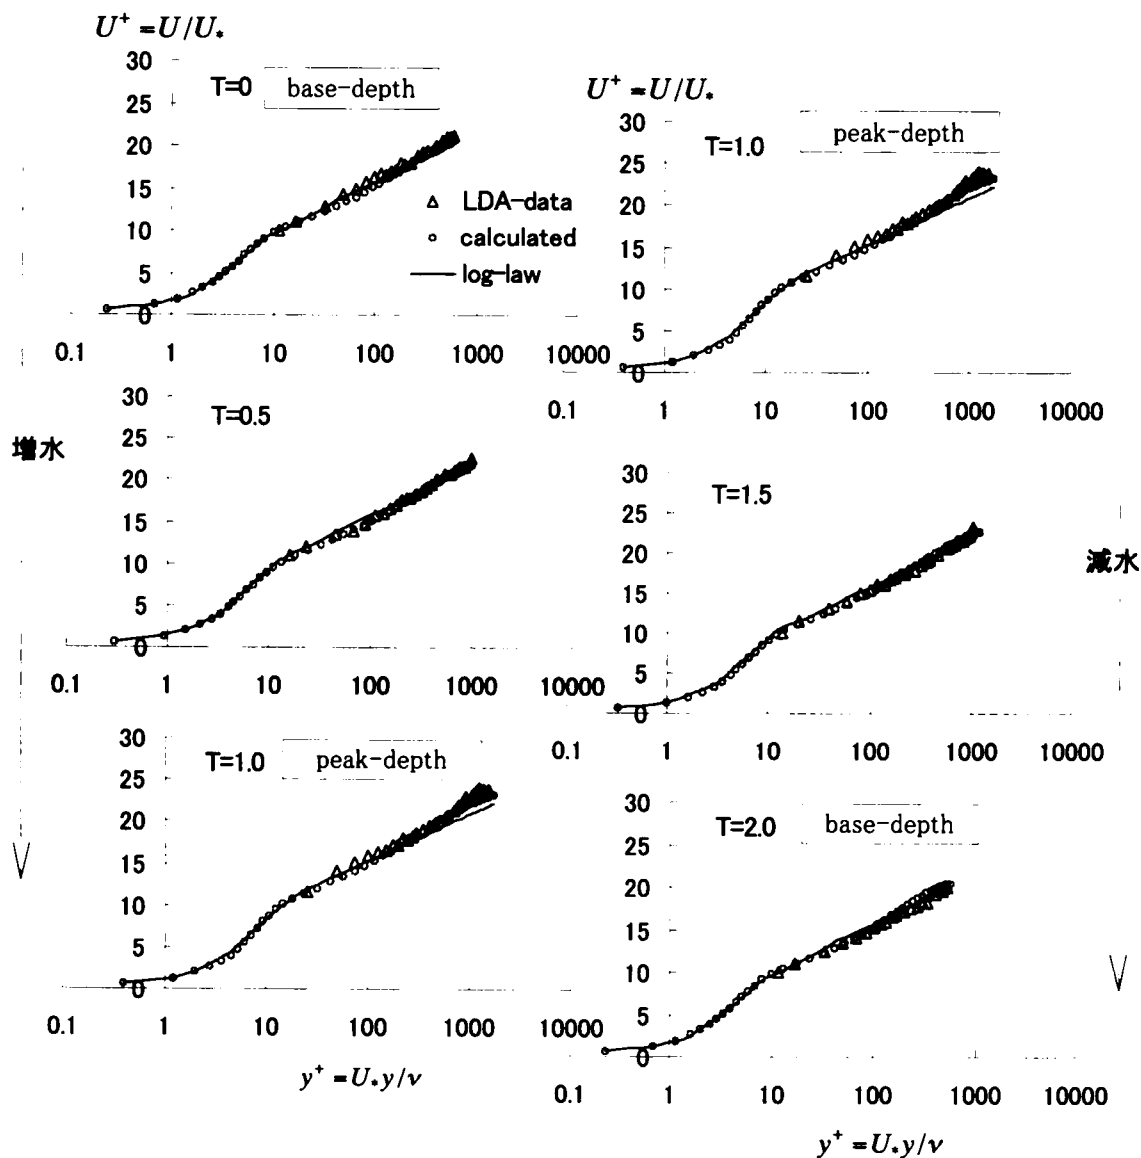 U⁺ = U/U*
30
25
20
15
10
5
0
T=0
base-depth
△ LDA-data
○ calculated
— log-law
0.1 1 10 100 1000 10000
増水
30
25
20
15
10
5
0
T=0.5
0.1 1 10 100 1000 10000
30
25
20
15
10
5
0
T=1.0
peak-depth
0.1 1 10 100 1000 10000
y⁺ = U*y/ν
U⁺ = U/U*
30
25
20
15
10
5
0
T=1.0
peak-depth
0.1 1 10 100 1000 10000
30
25
20
15
10
5
0
T=1.5
減水
0.1 1 10 100 1000 10000
30
25
20
15
10
5
0
T=2.0
base-depth
0.1 1 10 100 1000 10000
y⁺ = U*y/ν